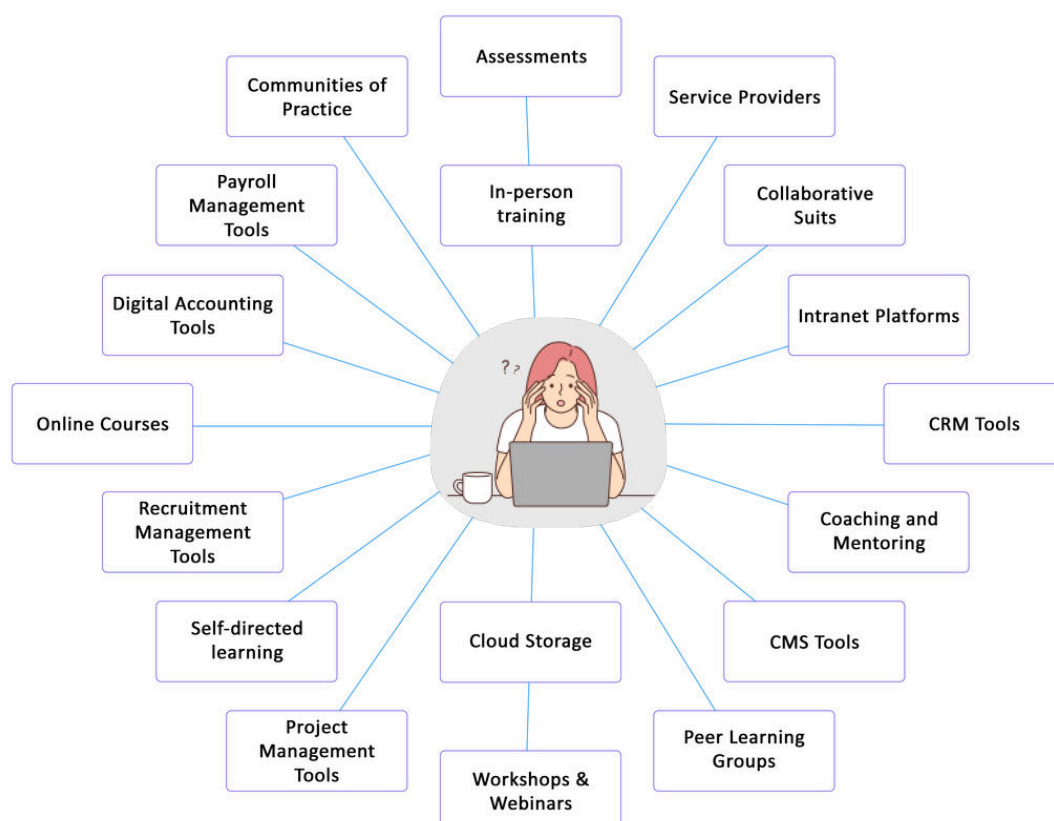 Assessments
Communities of
Practice
Service Providers
Payroll
Management
Tools
In-person
training
Collaborative
Suits
Digital Accounting
Tools
Intranet Platforms
? ?
Online Courses
CRM Tools
Recruitment
Management
Tools
Coaching and
Mentoring
Self-directed
learning
Cloud Storage
CMS Tools
Project
Management
Tools
Peer Learning
Groups
Workshops &
Webinars